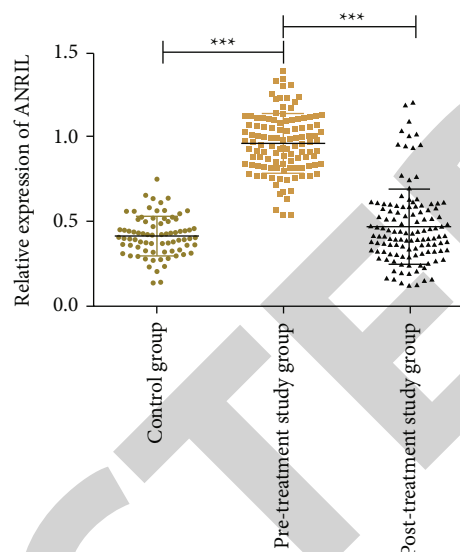 ***
***
Relative expression of ANRIL
1.5
1.0
0.5
0.0
Control group
Pre-treatment study group
Post-treatment study group